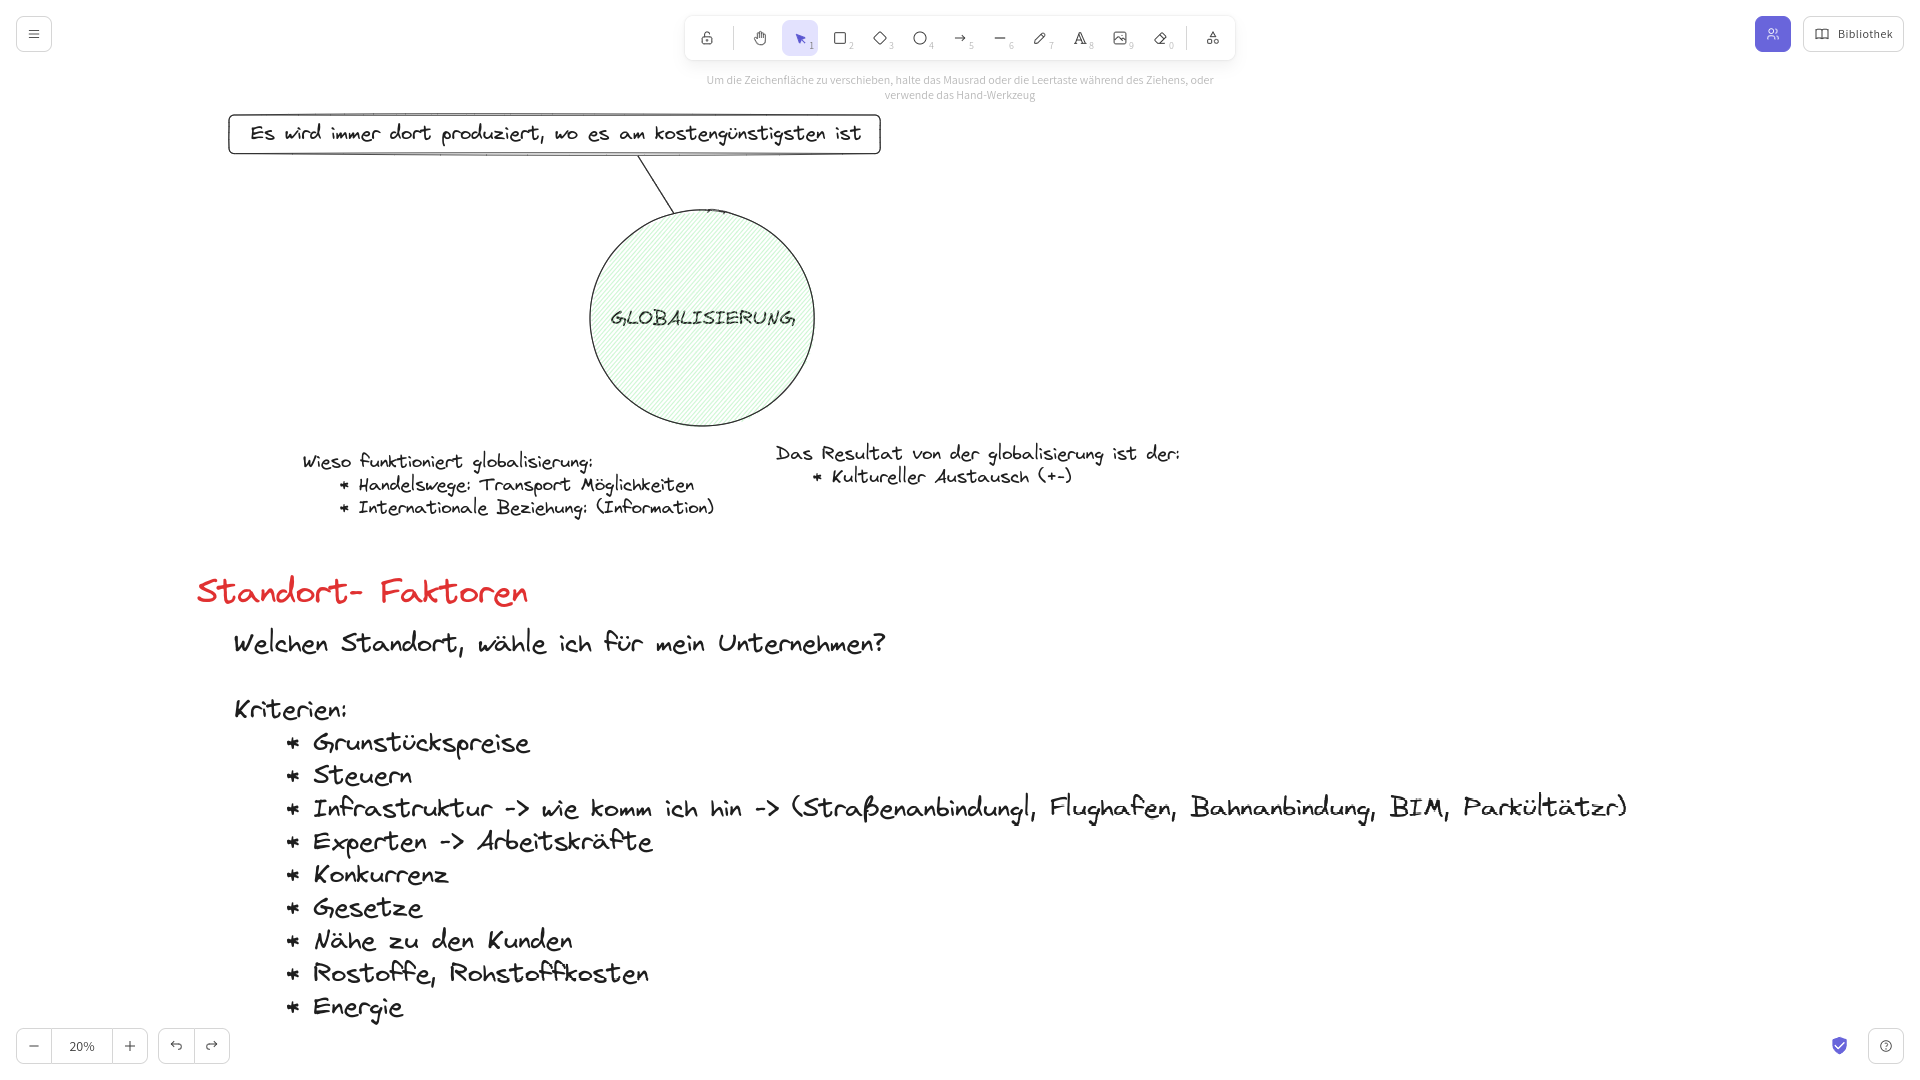 1
2
3
4
5
6
7
8
9
0
Bibliothek
Um die Zeichenfläche zu verschieben, halte das Mausrad oder die Leertaste während des Ziehens, oder
verwende das Hand-Werkzeug
Es wird immer dort produziert, wo es am kostengünstigsten ist
GLOBALISIERUNG
Wieso funktioniert globalisierung:
* Handelswege: Transport Möglichkeiten
* Internationale Beziehung: (Information)
Das Resultat von der globalisierung ist der:
* Kultureller Austausch (+-)
Standort- Faktoren
Welchen Standort, wähle ich für mein Unternehmen?
Kriterien:
* Grunstückspreise
* Steuern
* Infrastruktur -> wie komm ich hin -> (Straßenanbindungl, Flughafen, Bahnanbindung, BIM, Parkültätzr)
* Experten -> Arbeitskräfte
* Konkurrenz
* Gesetze
* Nähe zu den Kunden
* Rostoffe, Rohstoffkosten
* Energie
20%